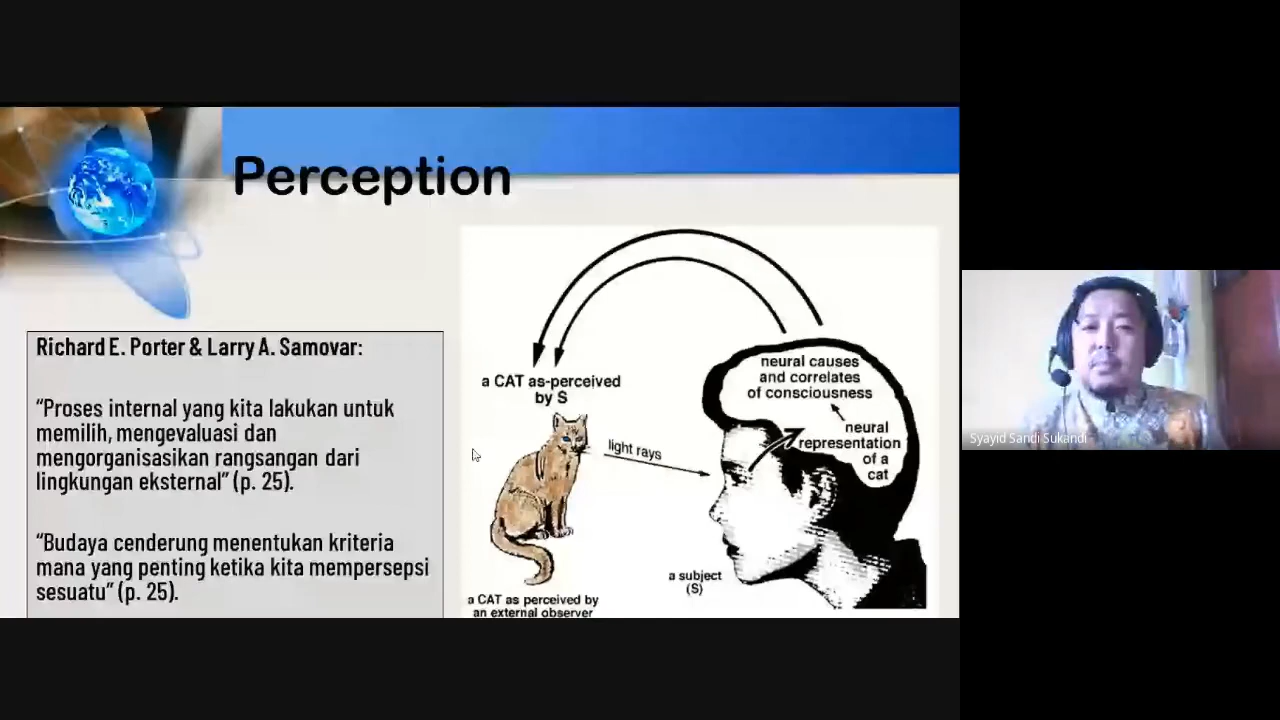 Perception
Richard E. Porter & Larry A. Samovar:
“Proses internal yang kita lakukan untuk
memilih, mengevaluasi dan
mengorganisasikan rangsangan dari
lingkungan eksternal” (p. 25).
“Budaya cenderung menentukan kriteria
mana yang penting ketika kita mempersepsi
sesuatu” (p. 25).
a CAT as-perceived
by S
light rays
neural causes
and correlates
of consciousness
neural
representation
of a
cat
a subject
(S)
a CAT as perceived by
an external observer
Syayid Sandi Sukandi